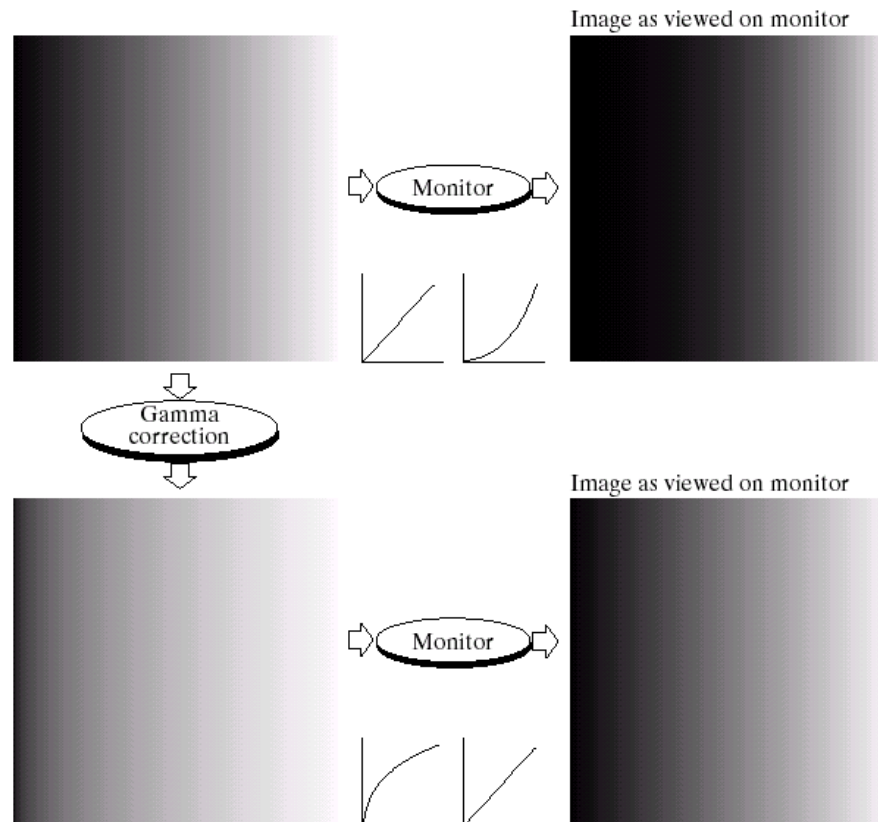 Image as viewed on monitor
Monitor
Gamma
correction
Image as viewed on monitor
Monitor